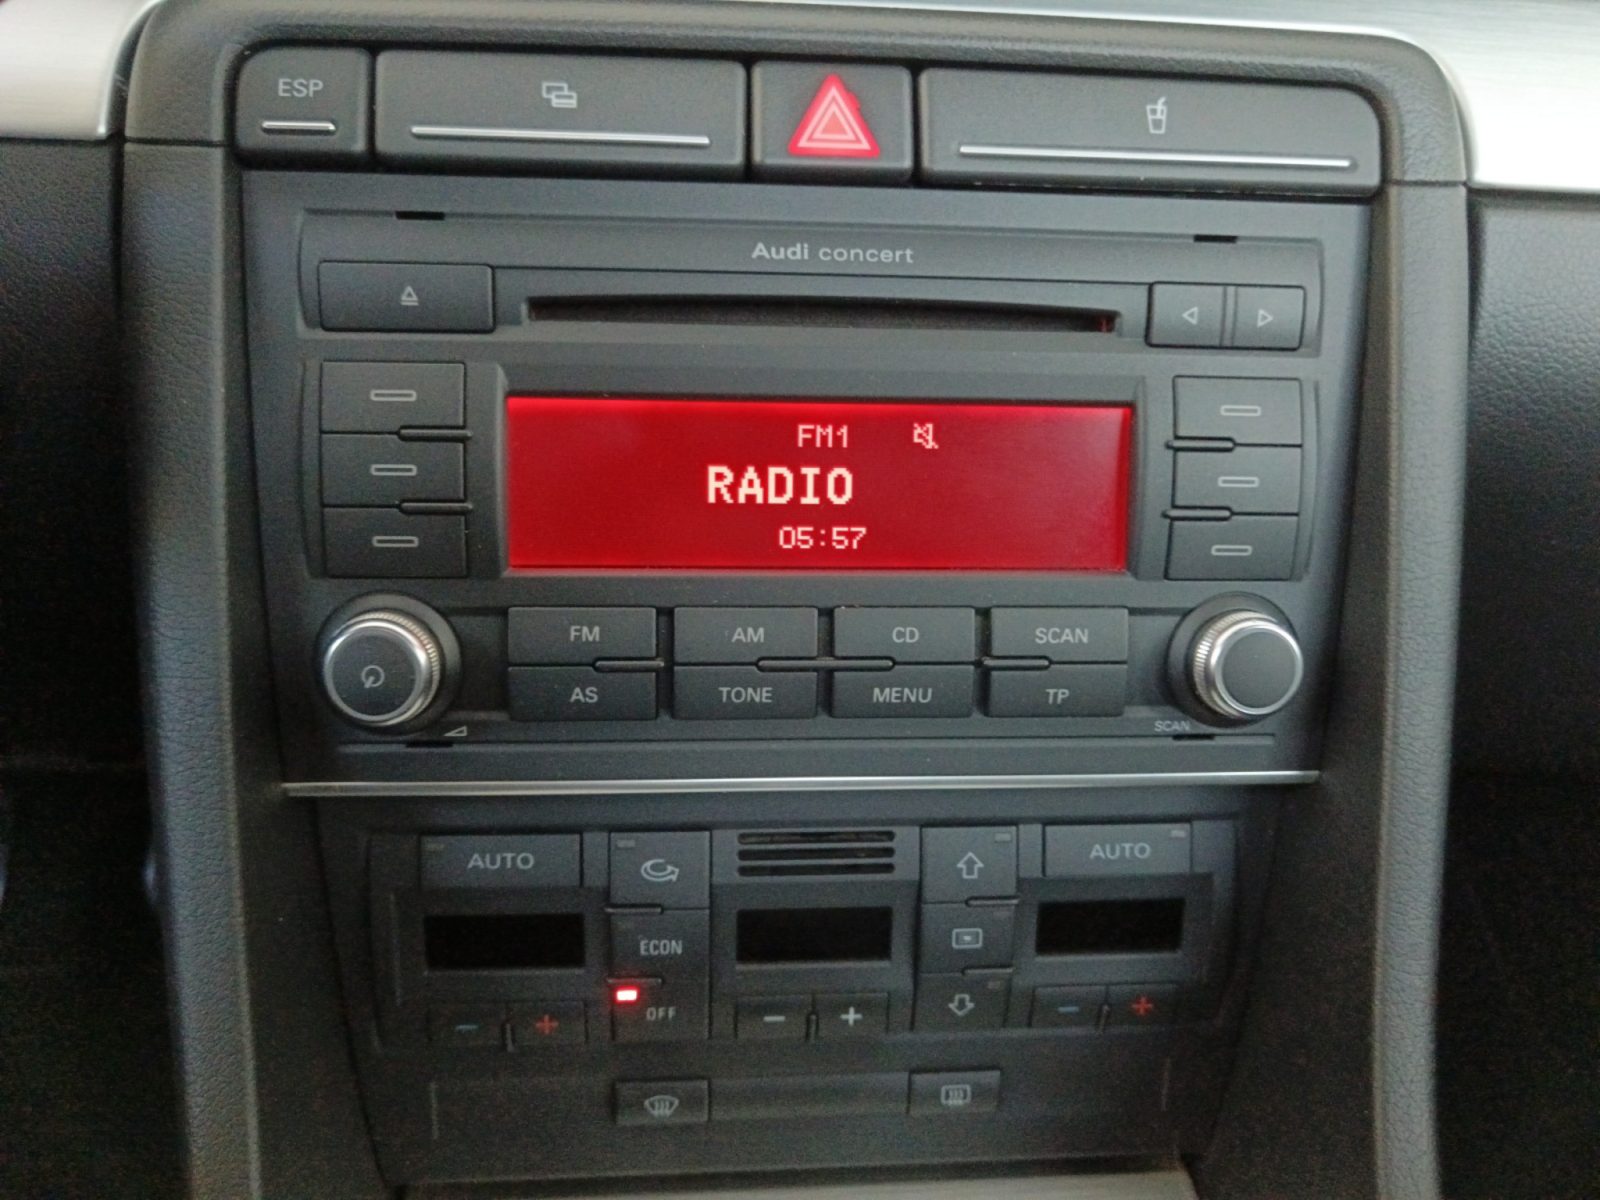 ESP
Audi concert
FM1
RADIO
05:57
FM AM CD SCAN
AS TONE MENU TP
SCAN
AUTO AUTO
ECON
OFF